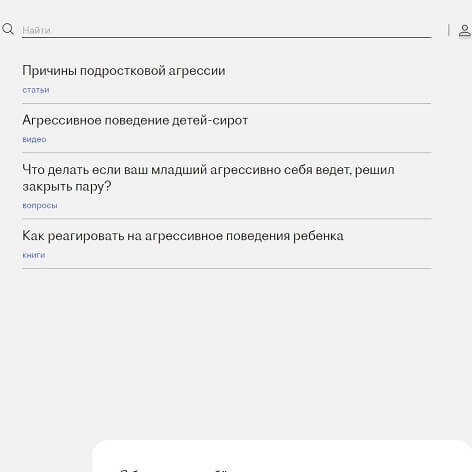 Найти
Причины подростковой агрессии
статьи
Агрессивное поведение детей-сирот
видео
Что делать если ваш младший агрессивно себя ведет, решил
закрыть пару?
вопросы
Как реагировать на агрессивное поведения ребенка
книги